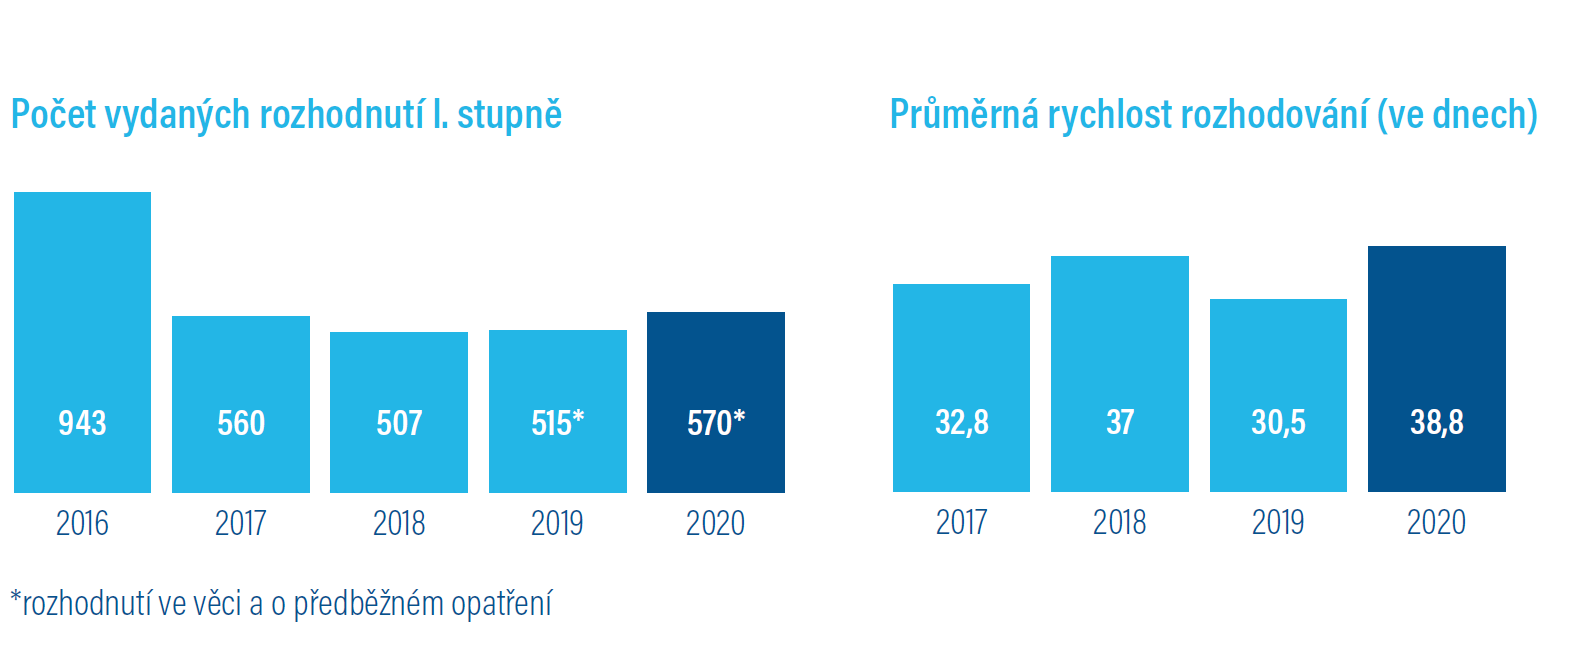 Počet vydaných rozhodnutí I. stupně
943 560 507 515* 570*
2016 2017 2018 2019 2020
*rozhodnutí ve věci a o předběžném opatření
Průměrná rychlost rozhodování (ve dnech)
32,8 37 30,5 38,8
2017 2018 2019 2020